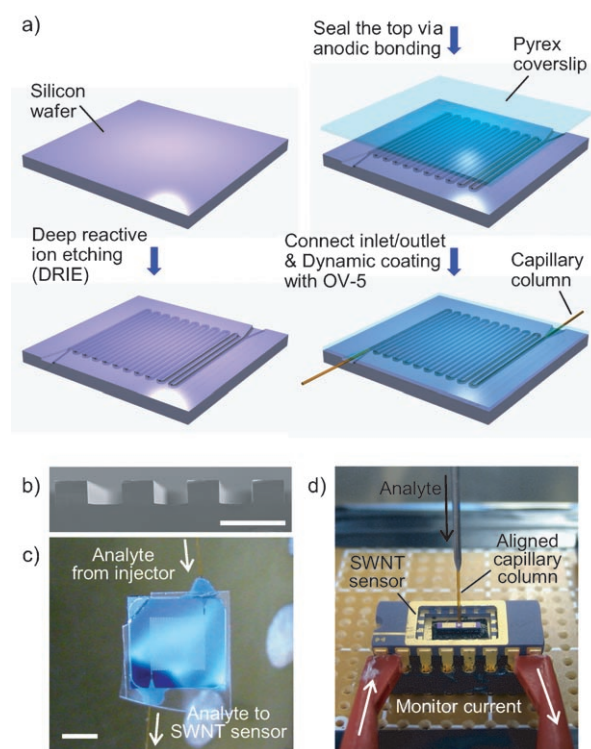 a)
Silicon
wafer
Deep reactive
ion etching
(DRIE)
Seal the top via
anodic bonding
Pyrex
coverslip
Connect inlet/outlet
& Dynamic coating
with OV-5
Capillary
column
b)
c)
Analyte
from injector
Analyte to
SWNT sensor
d)
Analyte
Aligned
capillary
column
SWNT
sensor
Monitor current